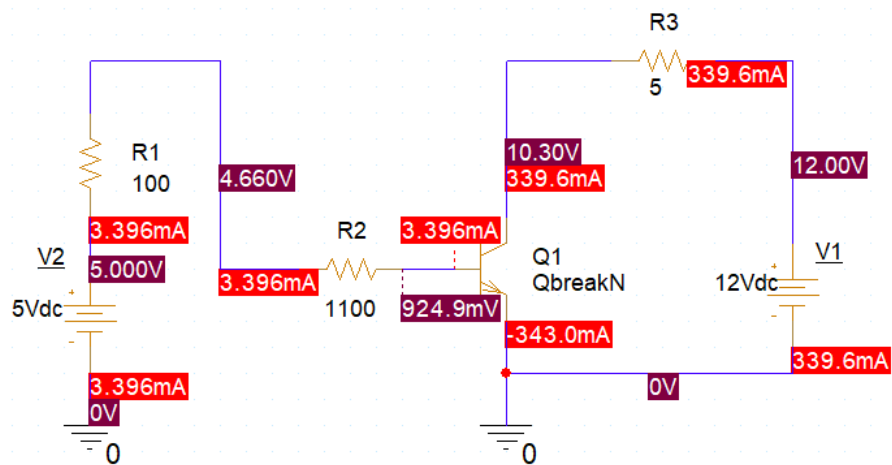 R3
5
339.6mA
R1
100
4.660V
10.30V
339.6mA
12.00V
3.396mA
V2
5.000V
5Vdc
3.396mA
R2
1100
3.396mA
924.9mV
Q1
QbreakN
-343.0mA
V1
12Vdc
339.6mA
3.396mA
0V
0V
0
0